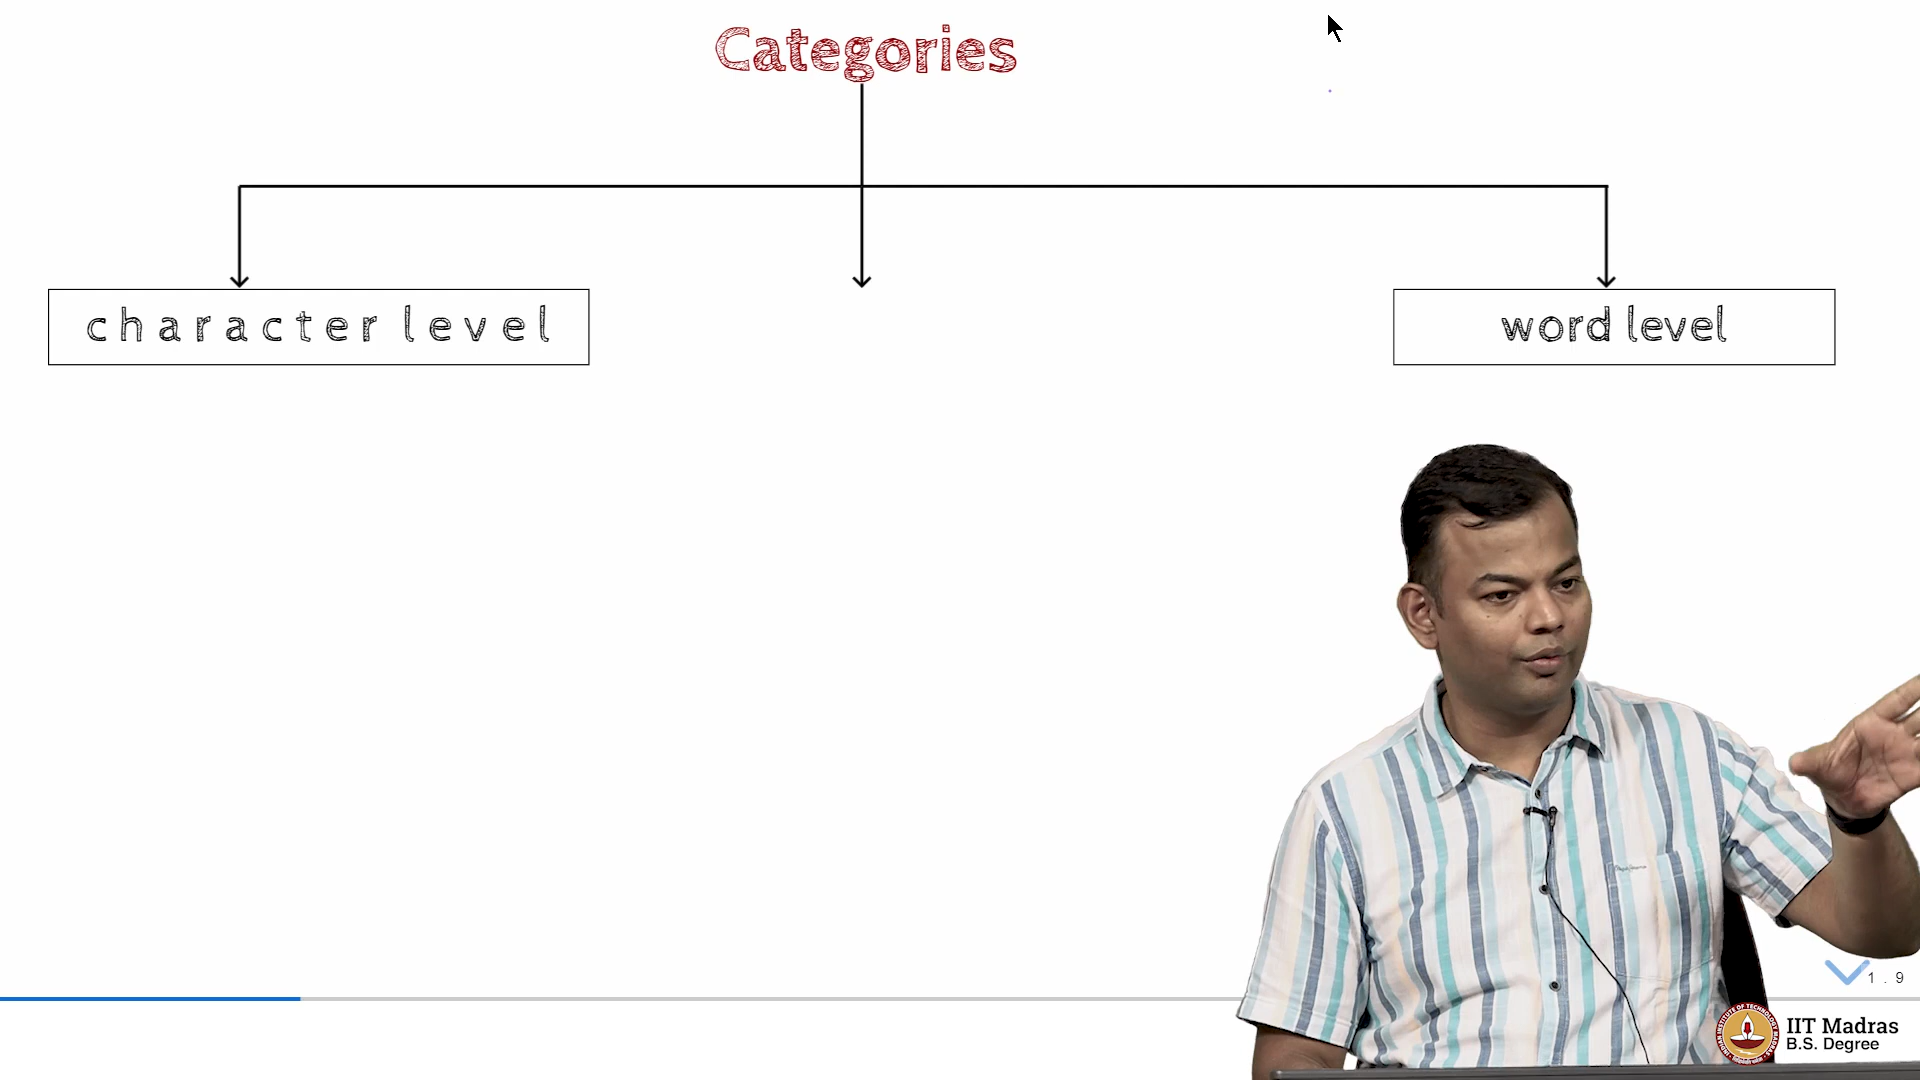 Categories
character level
word level
1.9
IIT Madras
B.S. Degree